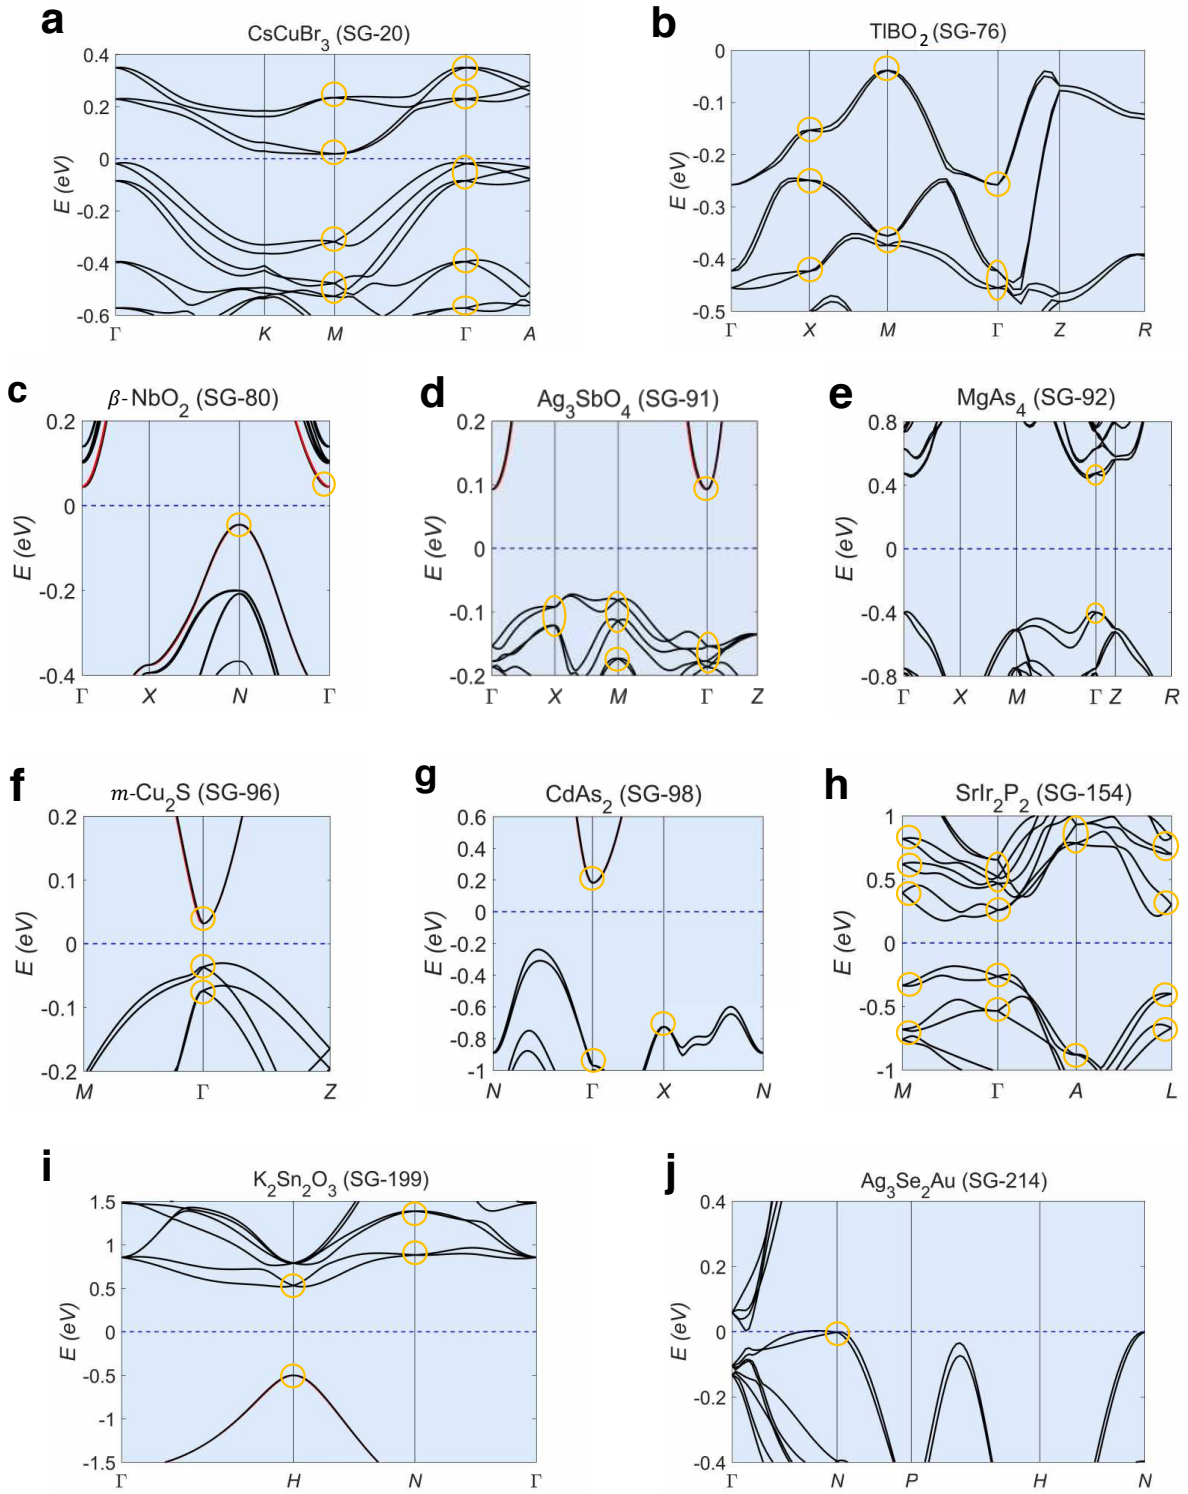 a
CsCuBr3 (SG-20)
0.4
0.2
0
-0.2
-0.4
-0.6
E (eV)
Γ K M Γ A
b
TlBO2 (SG-76)
0
-0.1
-0.2
-0.3
-0.4
-0.5
E (eV)
Γ X M Γ Z R
c
β-NbO2 (SG-80)
0.2
0
-0.2
-0.4
E (eV)
Γ X N Γ
d
Ag3SbO4 (SG-91)
0.2
0.1
0
-0.1
-0.2
E (eV)
Γ X M Γ Z
e
MgAs4 (SG-92)
0.8
0.4
0
-0.4
-0.8
E (eV)
Γ X M Γ Z R
f
m-Cu2S (SG-96)
0.2
0.1
0
-0.1
-0.2
E (eV)
M Γ Z
g
CdAs2 (SG-98)
0.6
0.4
0.2
0
-0.2
-0.4
-0.6
-0.8
-1
E (eV)
N Γ X N
h
SrIr2P2 (SG-154)
1
0.5
0
-0.5
-1
E (eV)
M Γ A L
i
K2Sn2O3 (SG-199)
1.5
1
0.5
0
-0.5
-1
-1.5
E (eV)
Γ H N Γ
j
Ag3Se2Au (SG-214)
0.4
0.2
0
-0.2
-0.4
E (eV)
Γ N P H N